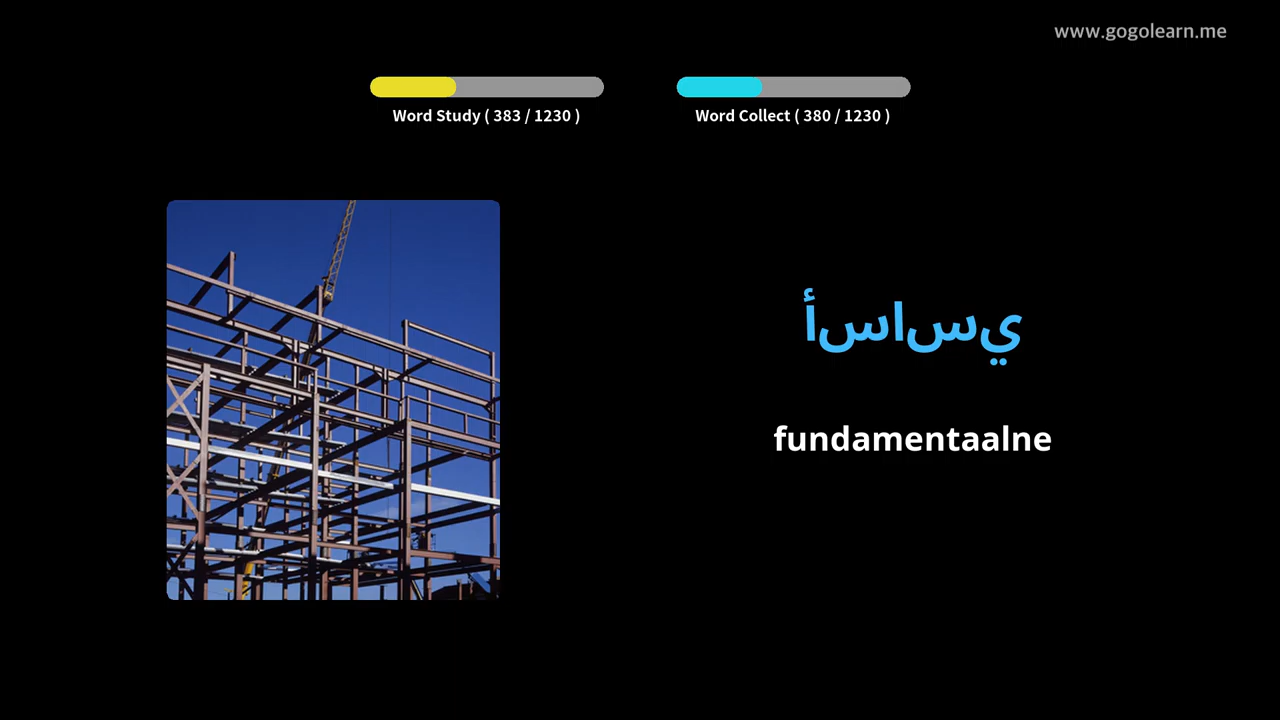 www.gogolearn.me
Word Study ( 383 / 1230 )
Word Collect ( 380 / 1230 )
أساسي
fundamentaalne